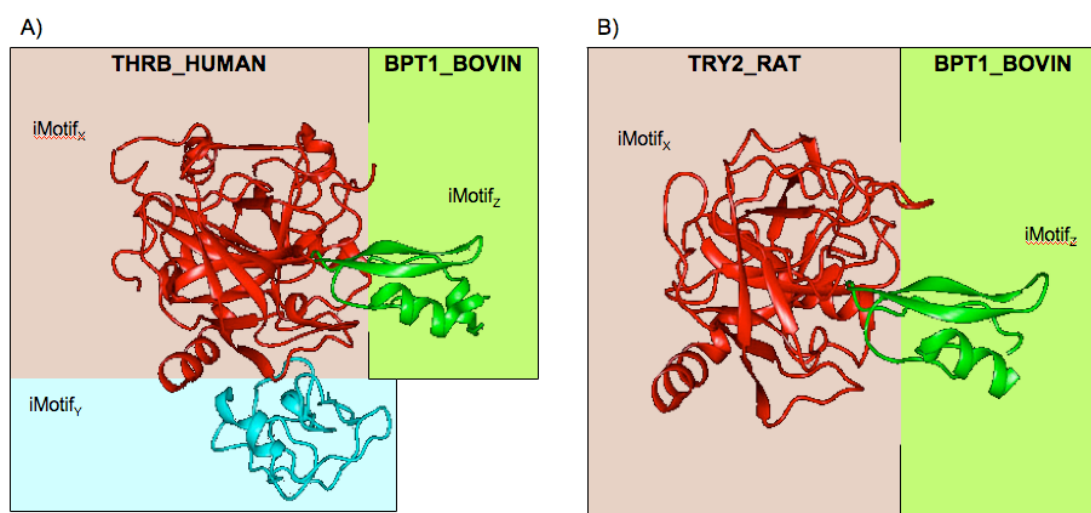 A)
THRB_HUMAN
BPT1_BOVIN
iMotifX
iMotifZ
iMotifY
B)
TRY2_RAT
BPT1_BOVIN
iMotifX
iMotifZ